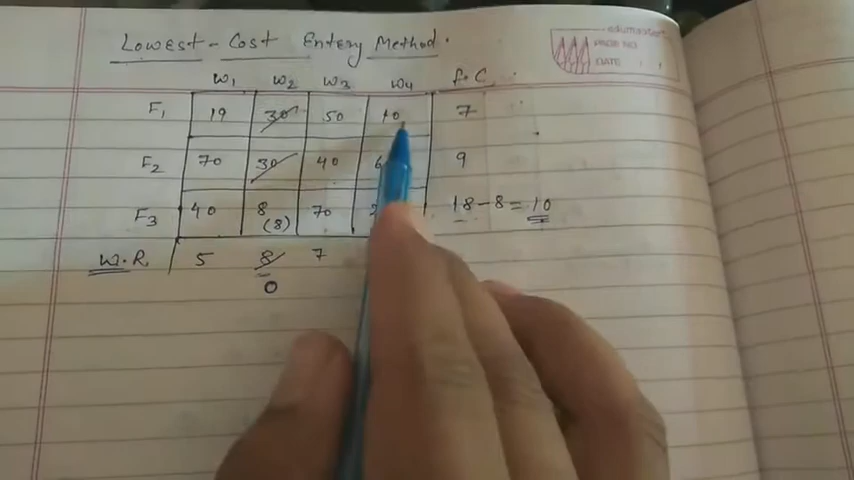 Lowest-Cost Entery Method.
PAGE NO
DATE
W1 W2 W3 W4 f.C
F1 19 30 50 10 7
F2 70 30 40 9
F3 40 8 70 18-8=10
(8)
W.R. 5 8 7
0